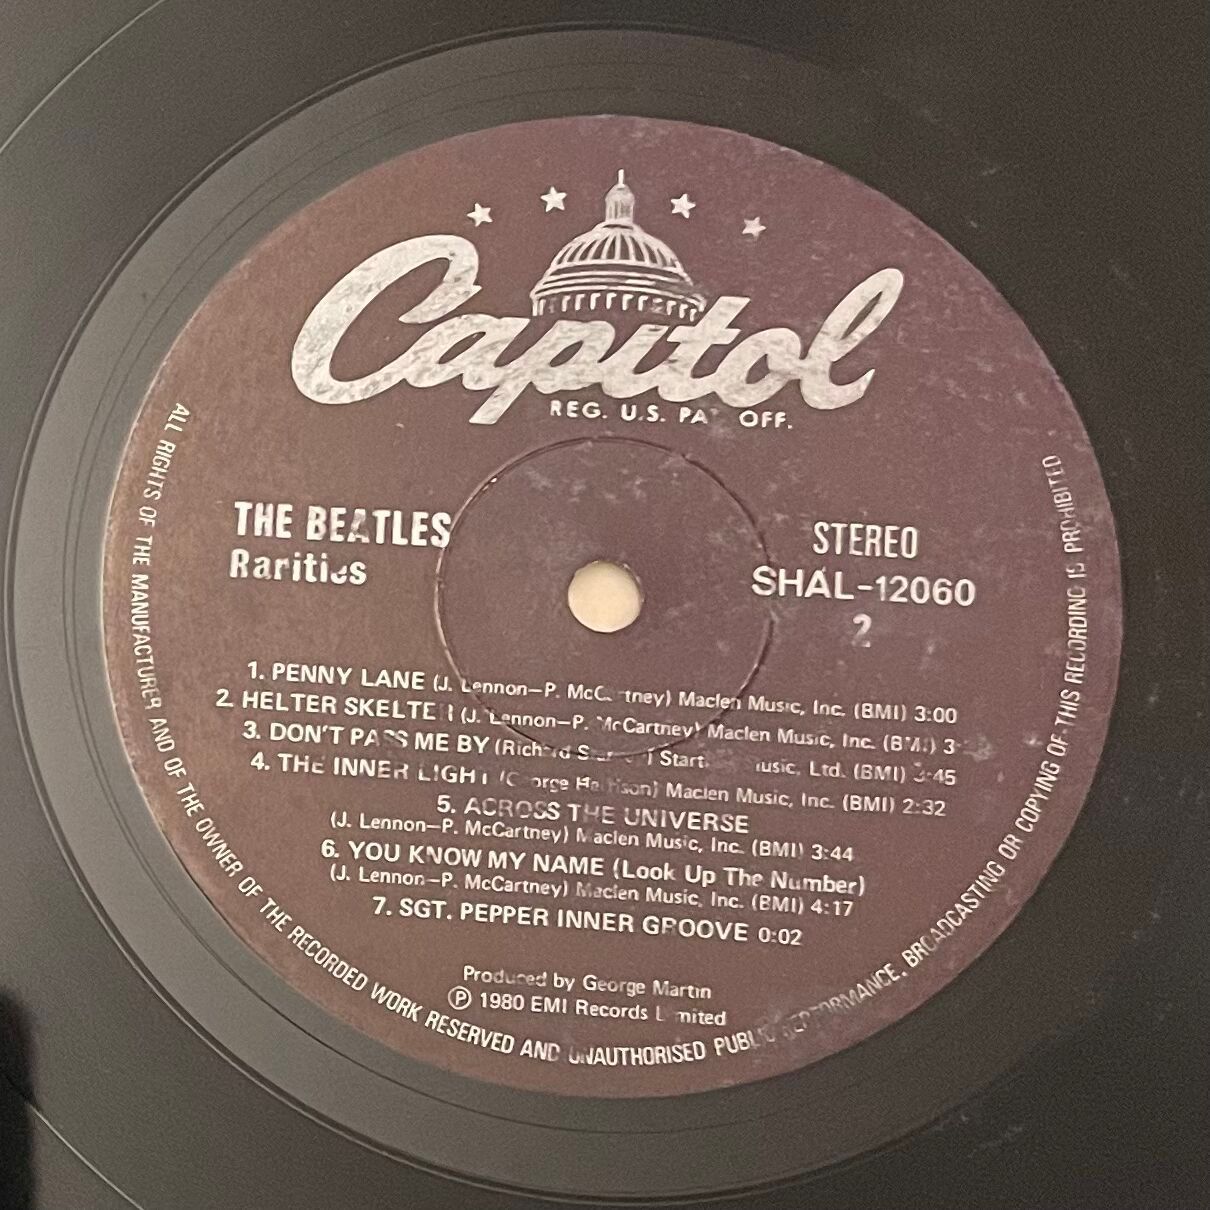 Capitol
REG. U.S. PAT. OFF.
THE BEATLES
Rarities
STEREO
SHAL-12060
2
1. PENNY LANE (J. Lennon–P. McCartney) Maclen Music, Inc. (BMI) 3:00
2. HELTER SKELTER (J. Lennon–P. McCartney) Maclen Music, Inc. (BMI)
3. DON'T PASS ME BY (Richard Starkey) Music, Ltd. (BMI) 3:45
4. THE INNER LIGHT (George Harrison) Maclen Music, Inc. (BMI) 2:32
5. ACROSS THE UNIVERSE
(J. Lennon–P. McCartney) Maclen Music, Inc. (BMI) 3:44
6. YOU KNOW MY NAME (Look Up The Number)
(J. Lennon–P. McCartney) Maclen Music, Inc. (BMI) 4:17
7. SGT. PEPPER INNER GROOVE 0:02
Produced by George Martin
Ⓟ 1980 EMI Records Limited
ALL RIGHTS OF THE MANUFACTURER AND OF THE OWNER OF THE RECORDED WORK RESERVED AND UNAUTHORISED PUBLIC PERFORMANCE, BROADCASTING OR COPYING OF THIS RECORDING IS PROHIBITED